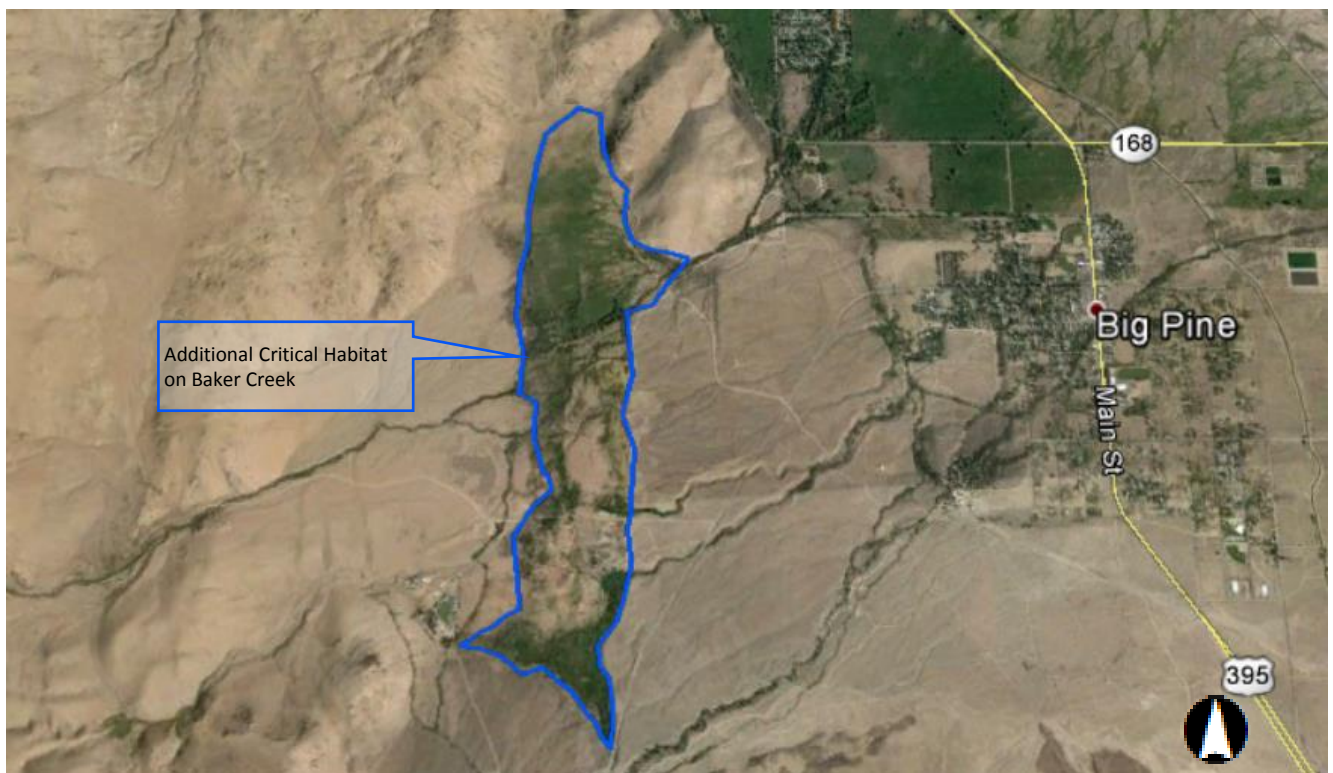 168
Additional Critical Habitat
on Baker Creek
Big Pine
Main St
395